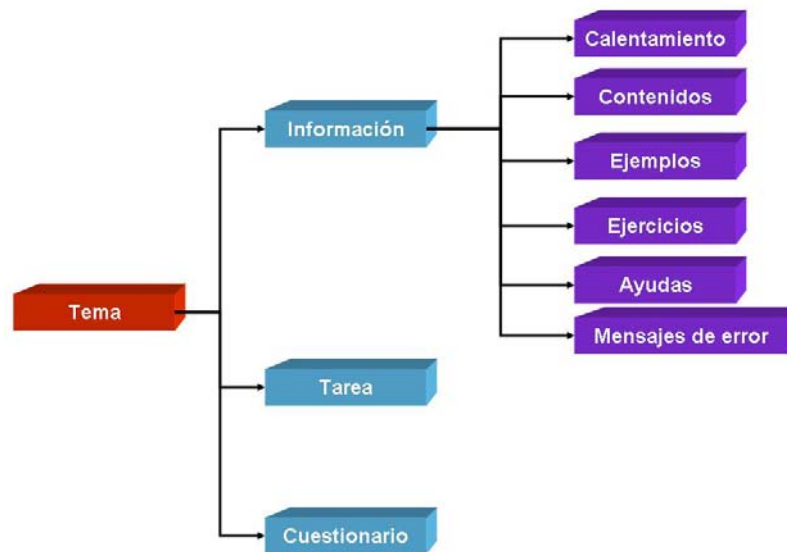 Tema
Información
Tarea
Cuestionario
Calentamiento
Contenidos
Ejemplos
Ejercicios
Ayudas
Mensajes de error